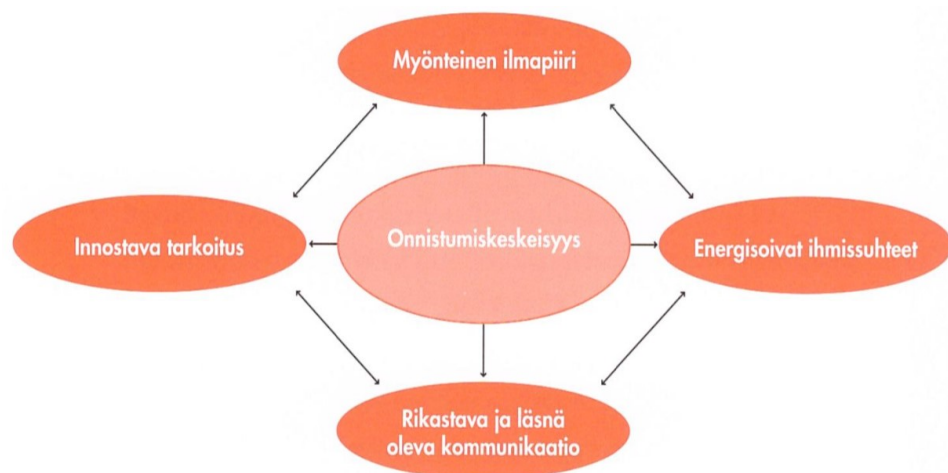 Myönteinen ilmapiiri
Innostava tarkoitus
Onnistumiskeskeisyys
Energisoivat ihmissuhteet
Rikastava ja läsnä
oleva kommunikaatio